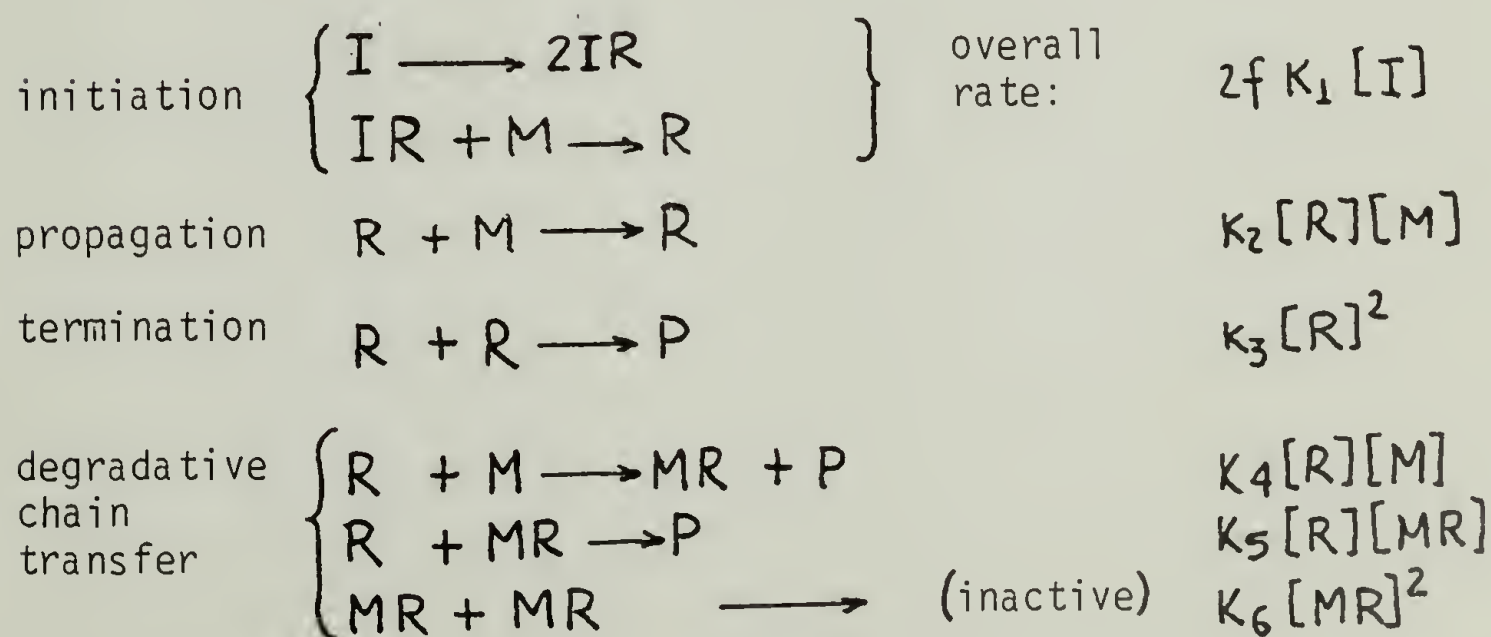 initiation { I ⟶ 2IR } overall rate: 2f K₁ [I]
IR + M ⟶ R
propagation R + M ⟶ R K₂[R][M]
termination R + R ⟶ P K₃[R]²
degradative chain transfer { R + M ⟶ MR + P K4[R][M]
R + MR ⟶ P K5[R][MR]
MR + MR ⟶ (inactive) K6[MR]²